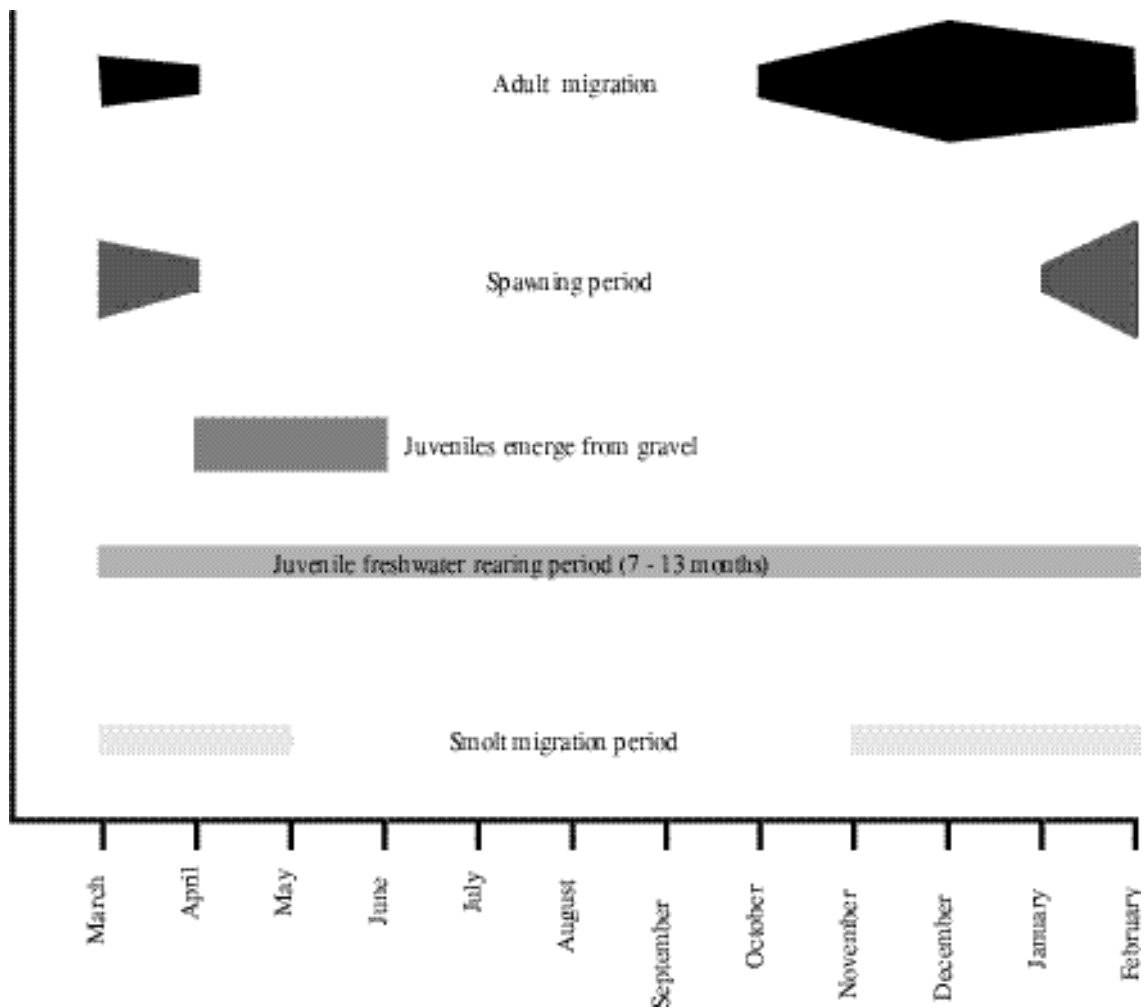 Adult migration
Spawning period
Juveniles emerge from gravel
Juvenile freshwater rearing period (7 - 13 months)
Smolt migration period
March
April
May
June
July
August
September
October
November
December
January
February